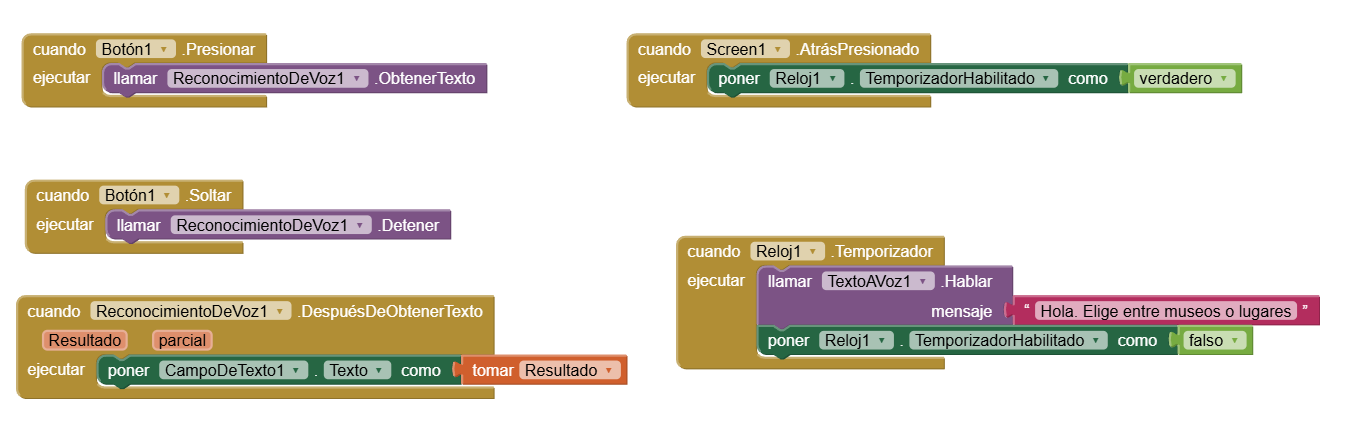 cuando Botón1 .Presionar
ejecutar llamar ReconocimientoDeVoz1 .ObtenerTexto
cuando Screen1 .AtrásPresionado
ejecutar poner Reloj1 . TemporizadorHabilitado como verdadero
cuando Botón1 .Soltar
ejecutar llamar ReconocimientoDeVoz1 .Detener
cuando Reloj1 .Temporizador
ejecutar llamar TextoAVoz1 .Hablar
mensaje “ Hola. Elige entre museos o lugares ”
poner Reloj1 . TemporizadorHabilitado como falso
cuando ReconocimientoDeVoz1 .DespuésDeObtenerTexto
Resultado parcial
ejecutar poner CampoDeTexto1 . Texto como tomar Resultado